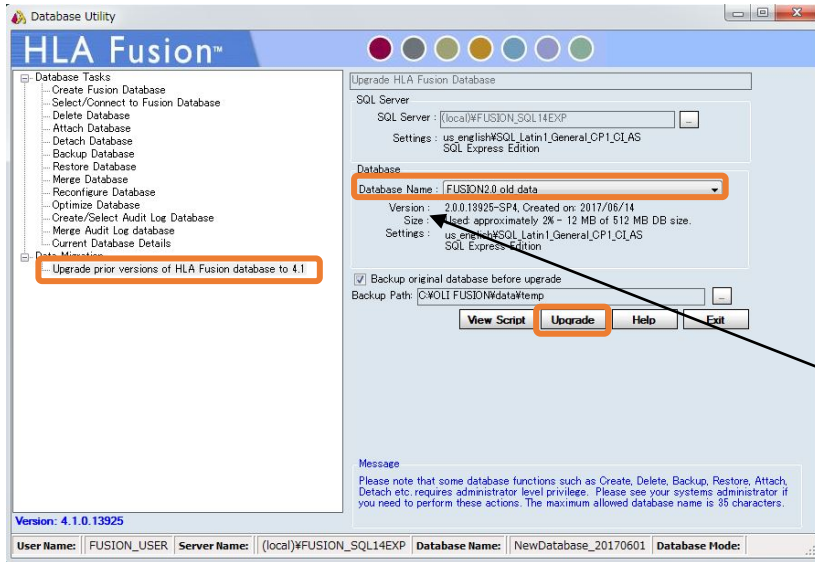 Database Utility
HLA Fusion™
Database Tasks
Create Fusion Database
Select/Connect to Fusion Database
Delete Database
Attach Database
Detach Database
Backup Database
Restore Database
Merge Database
Reconfigure Database
Optimize Database
Create/Select Audit Log Database
Merge Audit Log database
Current Database Details
Data Migration
Upgrade prior versions of HLA Fusion database to 4.1
Version: 4.1.0.13925
Upgrade HLA Fusion Database
SQL Server
SQL Server : (local)¥FUSION_SQL14EXP ...
Settings : us_english¥SQL_Latin1_General_CP1_CI_AS
SQL Express Edition
Database
Database Name : FUSION2.0 old data
Version : 2.0.0.13925-SP4, Created on: 2017/06/14
Size : Used: approximately 2% - 12 MB of 512 MB DB size.
Settings : us_english¥SQL_Latin1_General_CP1_CI_AS
SQL Express Edition
Backup original database before upgrade
Backup Path: C:¥OLI FUSION¥data¥temp ...
View Script Upgrade Help Exit
Message
Please note that some database functions such as Create, Delete, Backup, Restore, Attach,
Detach etc. requires administrator level privilege. Please see your systems administrator if
you need to perform these actions. The maximum allowed database name is 35 characters.
User Name: FUSION_USER Server Name: (local)¥FUSION_SQL14EXP Database Name: NewDatabase_20170601 Database Mode: